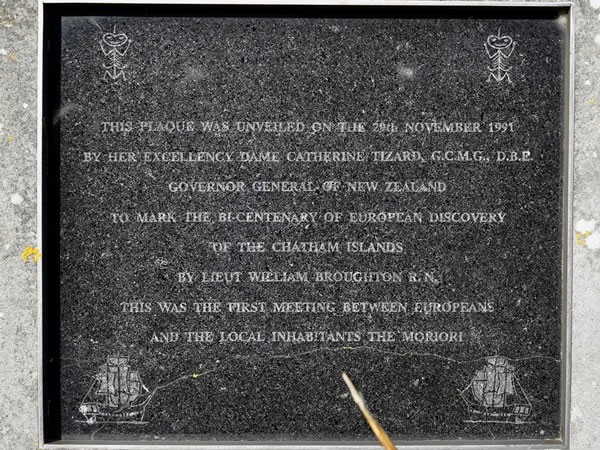 THIS PLAQUE WAS UNVEILED ON THE 29th NOVEMBER 1991
BY HER EXCELLENCY DAME CATHERINE TIZARD, G.C.M.G., D.B.E.
GOVERNOR GENERAL OF NEW ZEALAND
TO MARK THE BI-CENTENARY OF EUROPEAN DISCOVERY
OF THE CHATHAM ISLANDS
BY LIEUT WILLIAM BROUGHTON R.N.
THIS WAS THE FIRST MEETING BETWEEN EUROPEANS
AND THE LOCAL INHABITANTS THE MORIORI